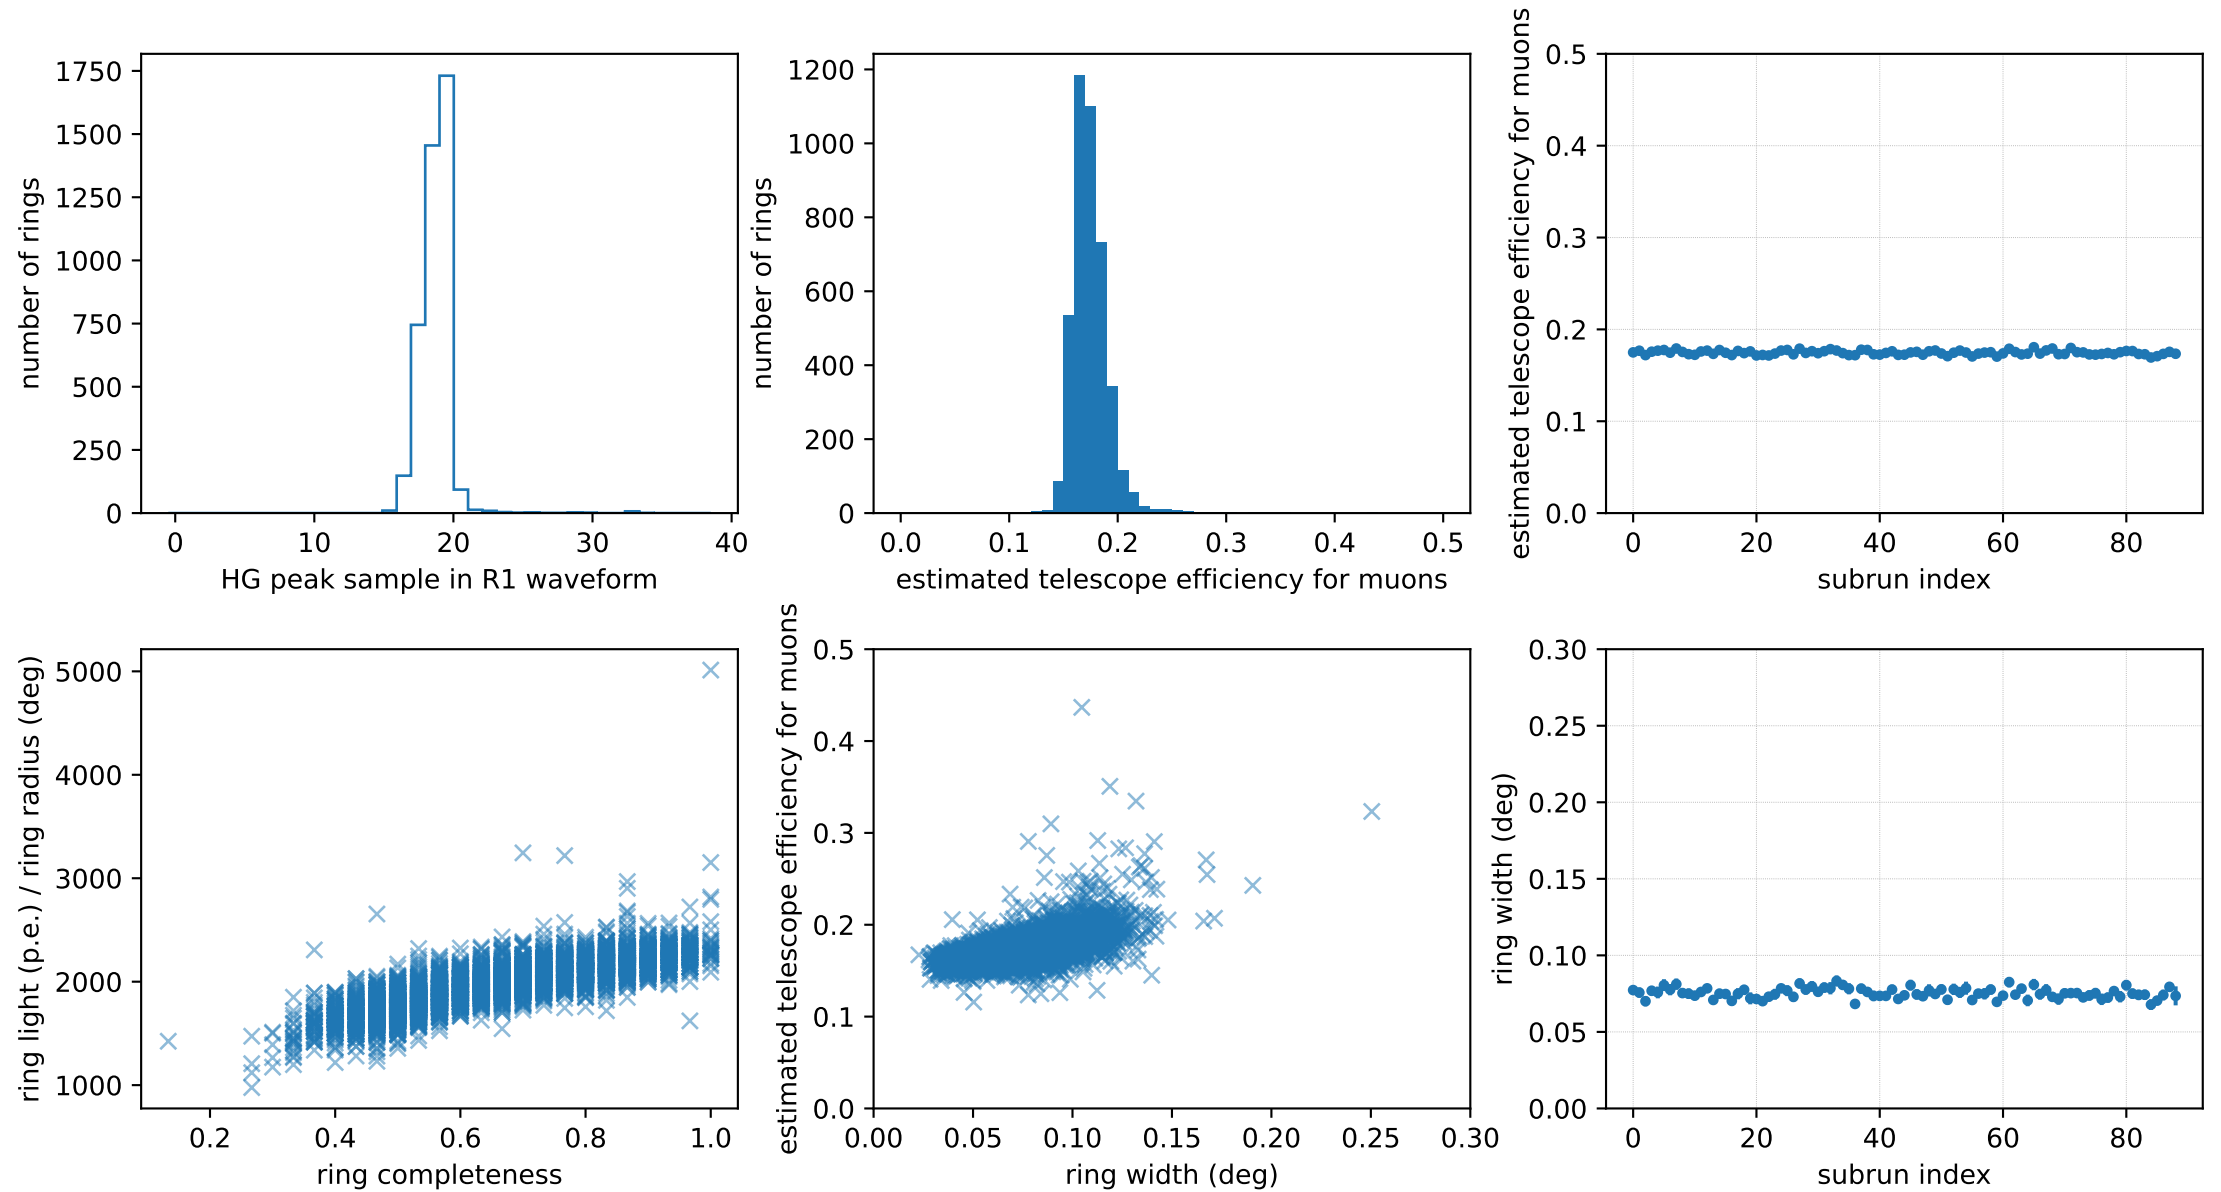 number of rings
1750
1500
1250
1000
750
500
250
0
0 10 20 30 40
HG peak sample in R1 waveform
number of rings
1200
1000
800
600
400
200
0
0.0 0.1 0.2 0.3 0.4 0.5
estimated telescope efficiency for muons
estimated telescope efficiency for muons
0.5
0.4
0.3
0.2
0.1
0.0
0 20 40 60 80
subrun index
ring light (p.e.) / ring radius (deg)
5000
4000
3000
2000
1000
0.2 0.4 0.6 0.8 1.0
ring completeness
estimated telescope efficiency for muons
0.5
0.4
0.3
0.2
0.1
0.0
0.00 0.05 0.10 0.15 0.20 0.25 0.30
ring width (deg)
ring width (deg)
0.30
0.25
0.20
0.15
0.10
0.05
0.00
0 20 40 60 80
subrun index